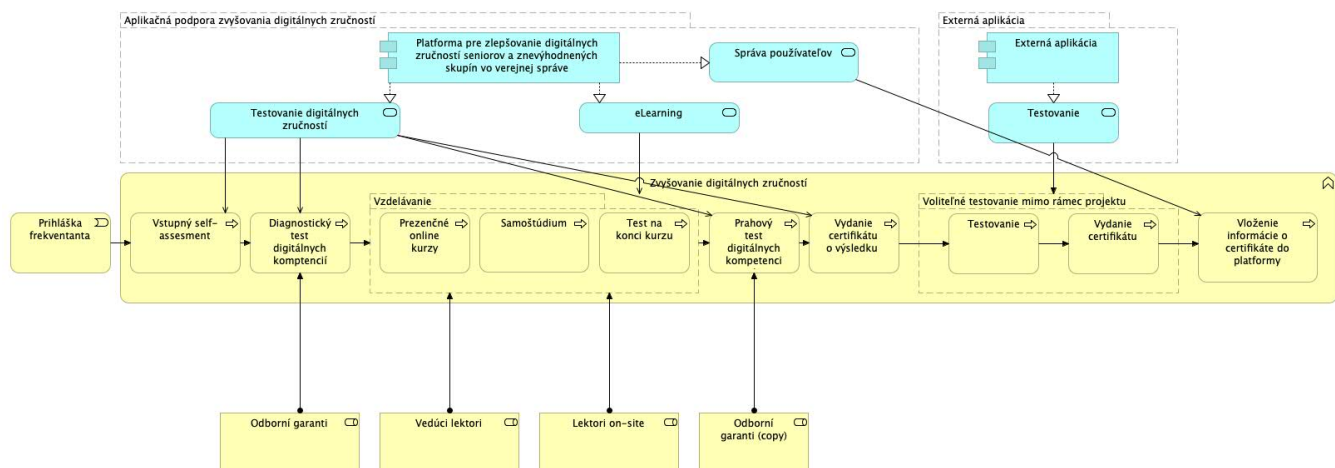 Aplikačná podpora zvyšovania digitálnych zručností
Externá aplikácia
Platforma pre zlepšovanie digitálnych
zručností seniorov a znevýhodnených
skupín vo verejnej správe
Správa používateľov
Externá aplikácia
Testovanie digitálnych
zručností
eLearning
Testovanie
Zvyšovanie digitálnych zručností
Prihláška
frekventanta
Vstupný self-
assesment
Diagnostický
test
digitálnych
komptencií
Vzdelávanie
Prezenčné
online
kurzy
Samoštúdium
Test na
konci kurzu
Prahový
test
digitálnych
kompetenci
Vydanie
certifikátu
o výsledku
Voliteľné testovanie mimo rámec projektu
Testovanie
Vydanie
certifikátu
Vloženie
informácie o
certifikáte do
platformy
Odborní garanti
Vedúci lektori
Lektori on-site
Odborní
garanti (copy)